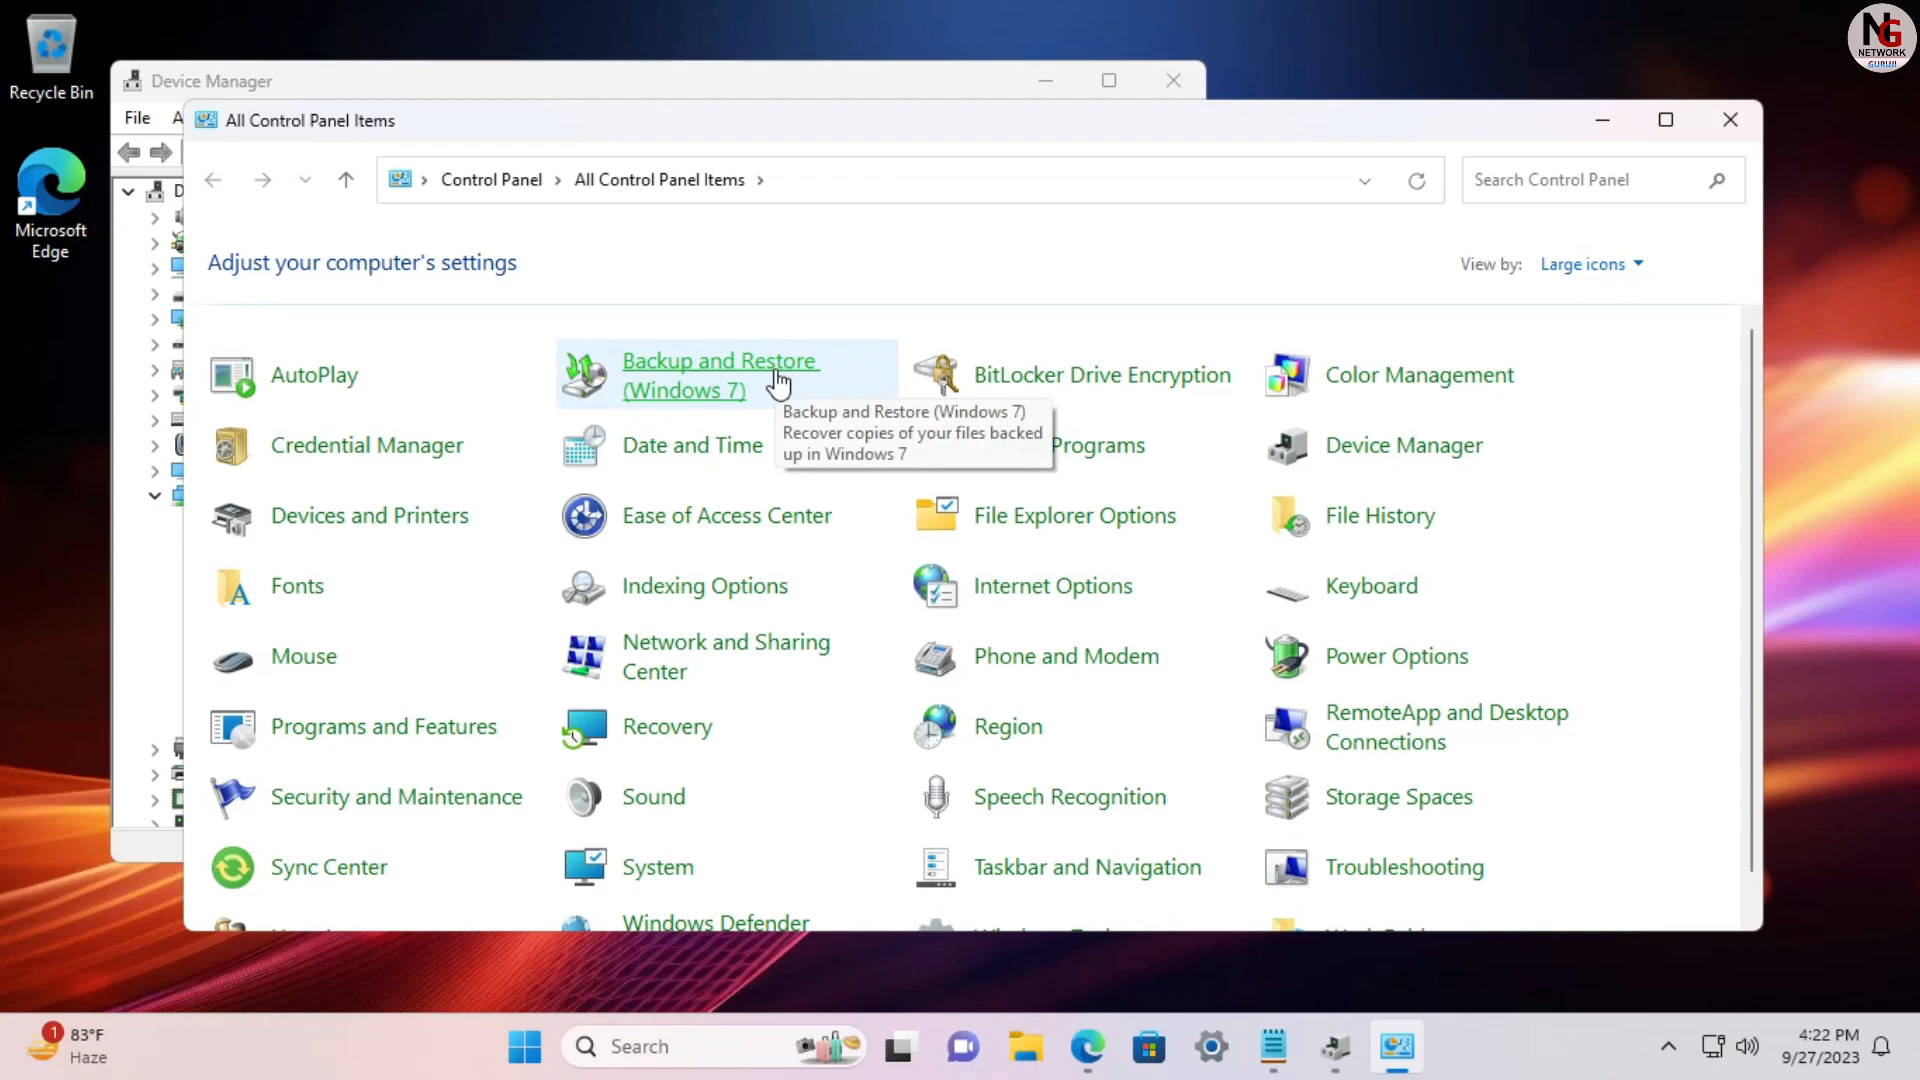 NG
NETWORK
GURUJI
Recycle Bin
Microsoft
Edge
Device Manager
File
A
D
All Control Panel Items
Control Panel
All Control Panel Items
Search Control Panel
Adjust your computer's settings
View by:
Large icons
AutoPlay
Backup and Restore
(Windows 7)
BitLocker Drive Encryption
Color Management
Backup and Restore (Windows 7)
Recover copies of your files backed
up in Windows 7
Credential Manager
Date and Time
Programs
Device Manager
Devices and Printers
Ease of Access Center
File Explorer Options
File History
Fonts
Indexing Options
Internet Options
Keyboard
Mouse
Network and Sharing
Center
Phone and Modem
Power Options
Programs and Features
Recovery
Region
RemoteApp and Desktop
Connections
Security and Maintenance
Sound
Speech Recognition
Storage Spaces
Sync Center
System
Taskbar and Navigation
Troubleshooting
Windows Defender
1
83°F
Haze
Search
4:22 PM
9/27/2023